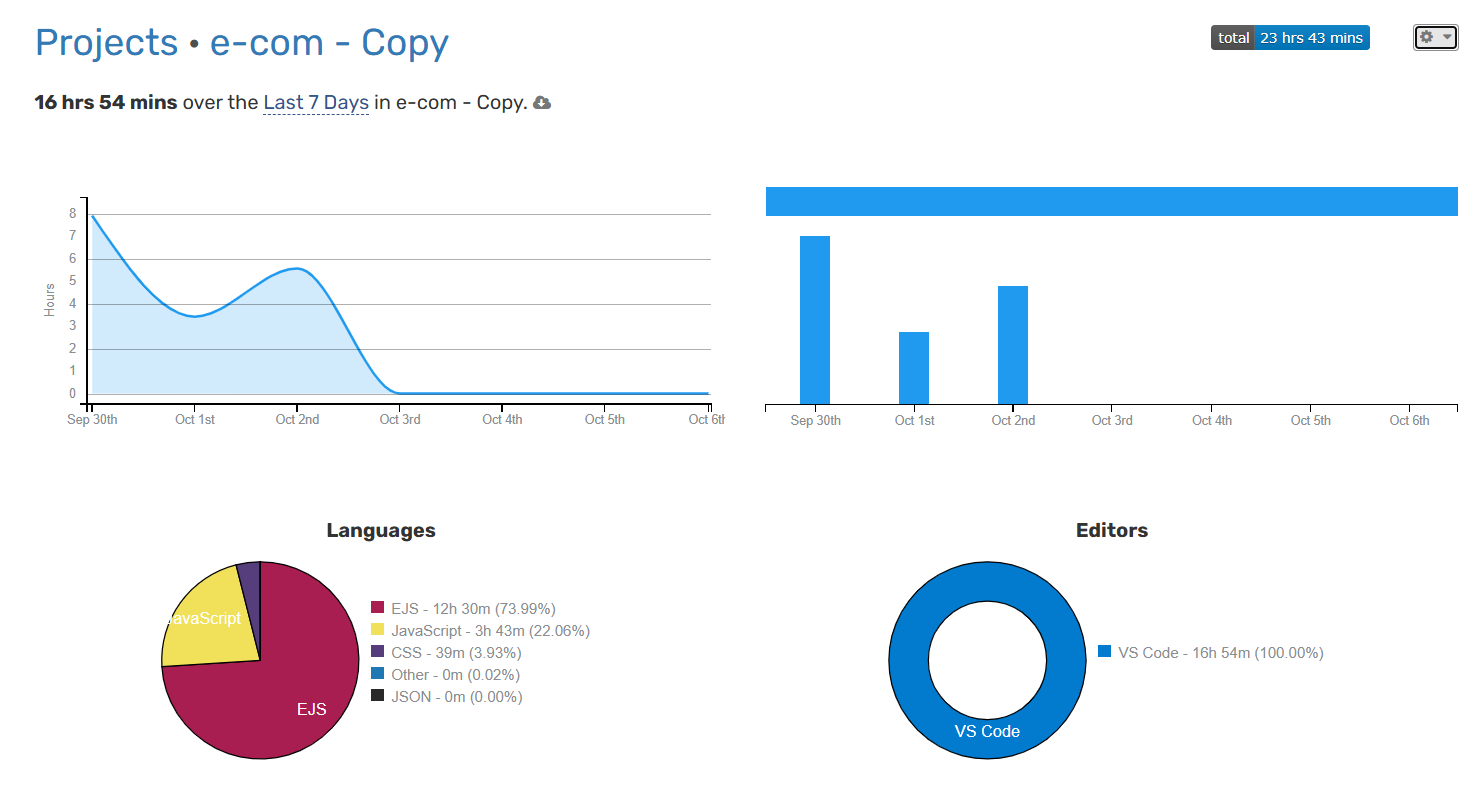 Projects • e-com - Copy
total 23 hrs 43 mins
16 hrs 54 mins over the Last 7 Days in e-com - Copy.
Hours
8
7
6
5
4
3
2
1
0
Sep 30th Oct 1st Oct 2nd Oct 3rd Oct 4th Oct 5th Oct 6th
Sep 30th Oct 1st Oct 2nd Oct 3rd Oct 4th Oct 5th Oct 6th
Languages
JavaScript
EJS
EJS - 12h 30m (73.99%)
JavaScript - 3h 43m (22.06%)
CSS - 39m (3.93%)
Other - 0m (0.02%)
JSON - 0m (0.00%)
Editors
VS Code
VS Code - 16h 54m (100.00%)